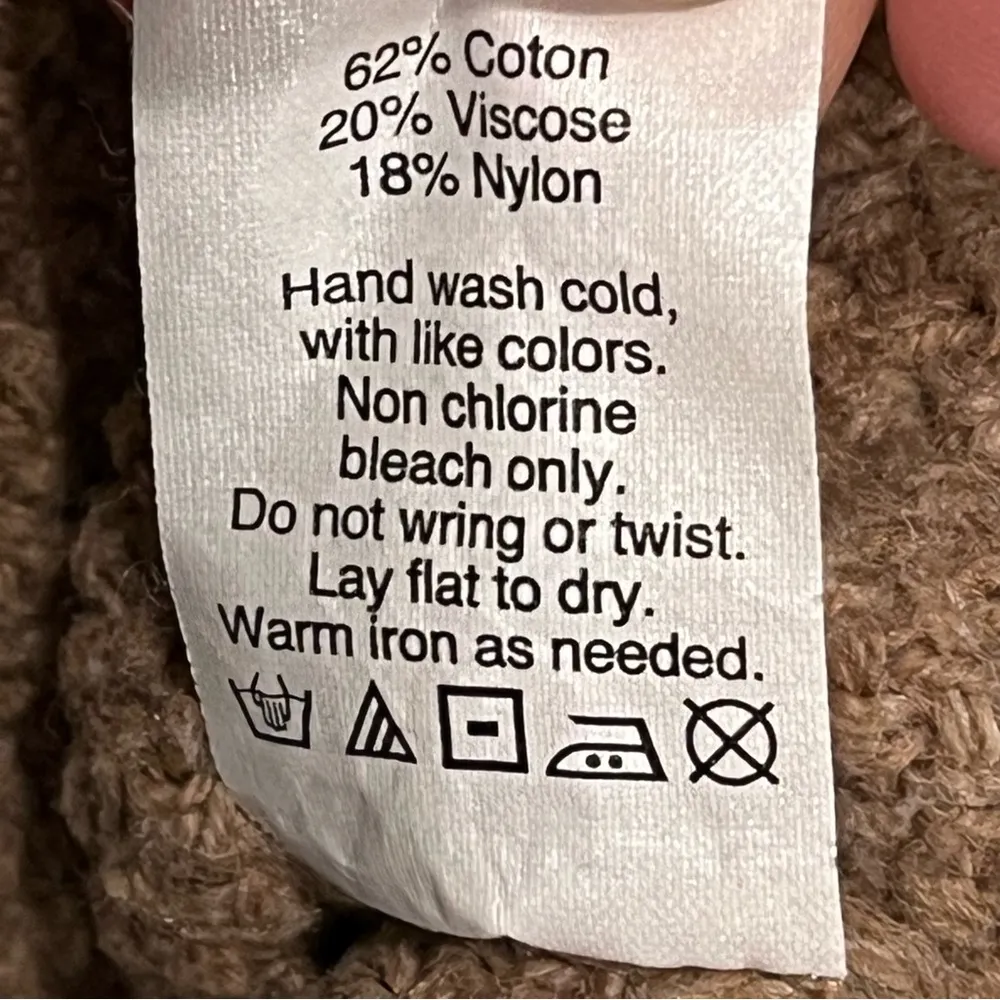 62% Coton
20% Viscose
18% Nylon
Hand wash cold,
with like colors.
Non chlorine
bleach only.
Do not wring or twist.
Lay flat to dry.
Warm iron as needed.